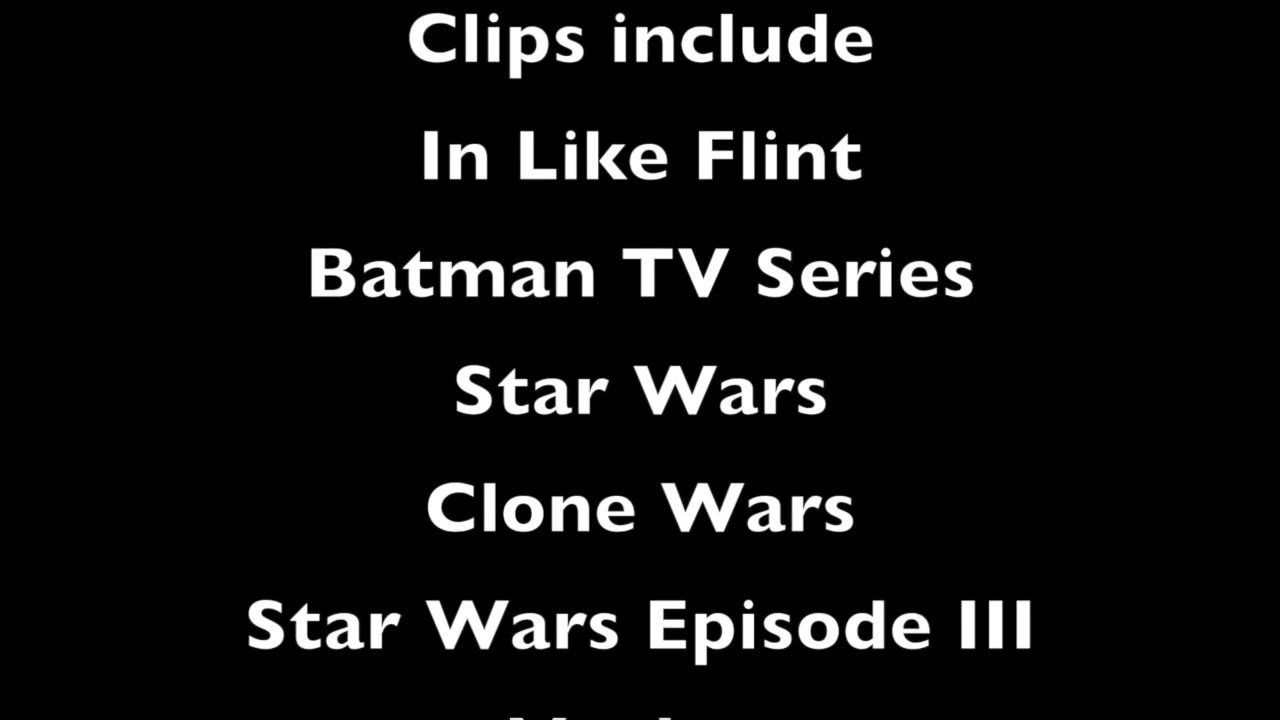 Clips include
In Like Flint
Batman TV Series
Star Wars
Clone Wars
Star Wars Episode III